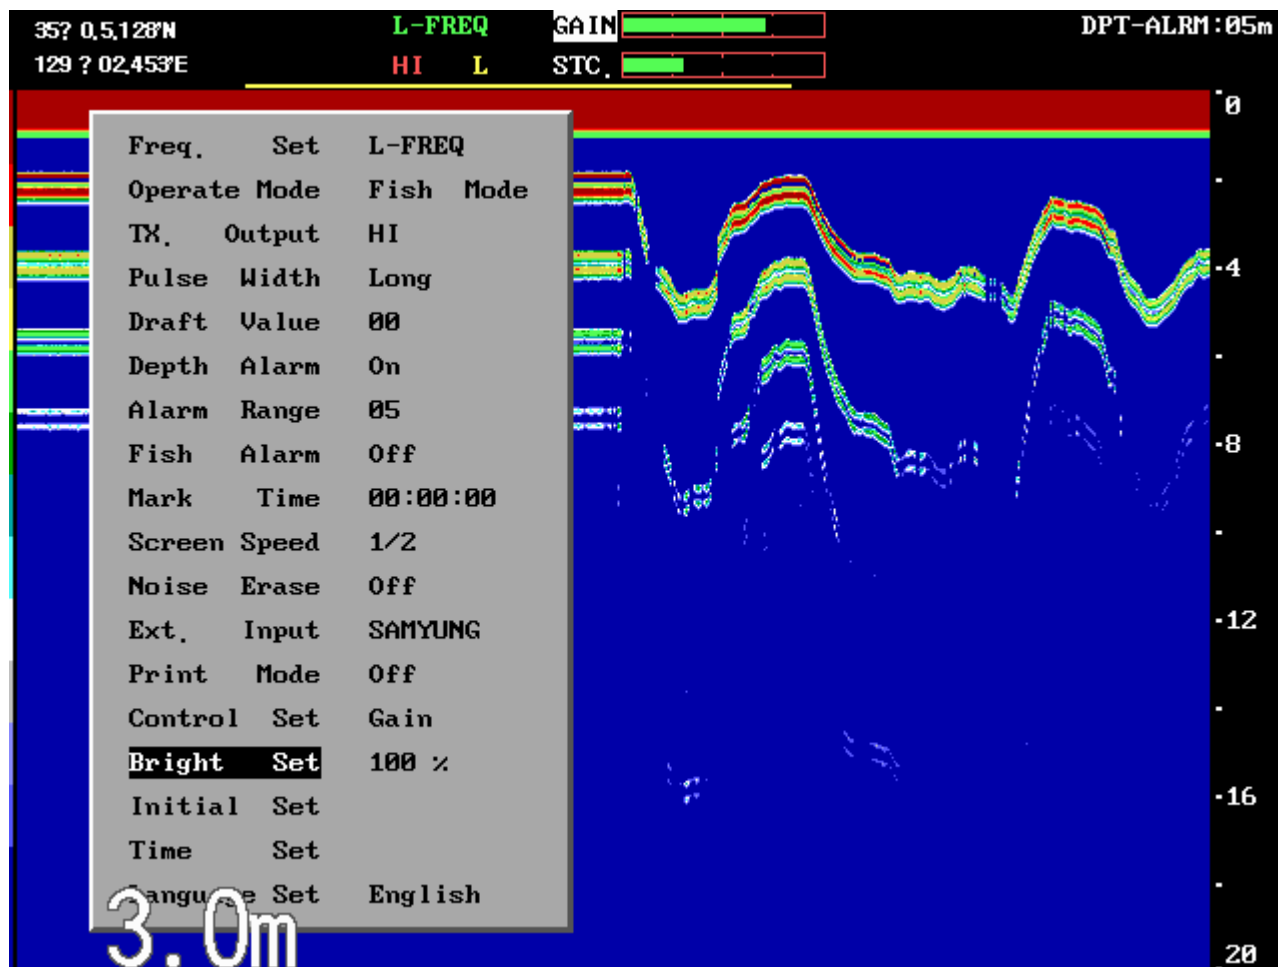 35? 0,5,128'N L-FREQ GAIN DPT-ALRM:05m
129 ? 02,453'E HI L STC.
0
Freq. Set L-FREQ
Operate Mode Fish Mode
TX. Output HI
Pulse Width Long
-4
Draft Value 00
Depth Alarm On
Alarm Range 05
-8
Fish Alarm Off
Mark Time 00:00:00
Screen Speed 1/2
Noise Erase Off
-12
Ext. Input SAMYUNG
Print Mode Off
Control Set Gain
Bright Set 100 %
-16
Initial Set
Time Set
Language Set English
3.0m
20